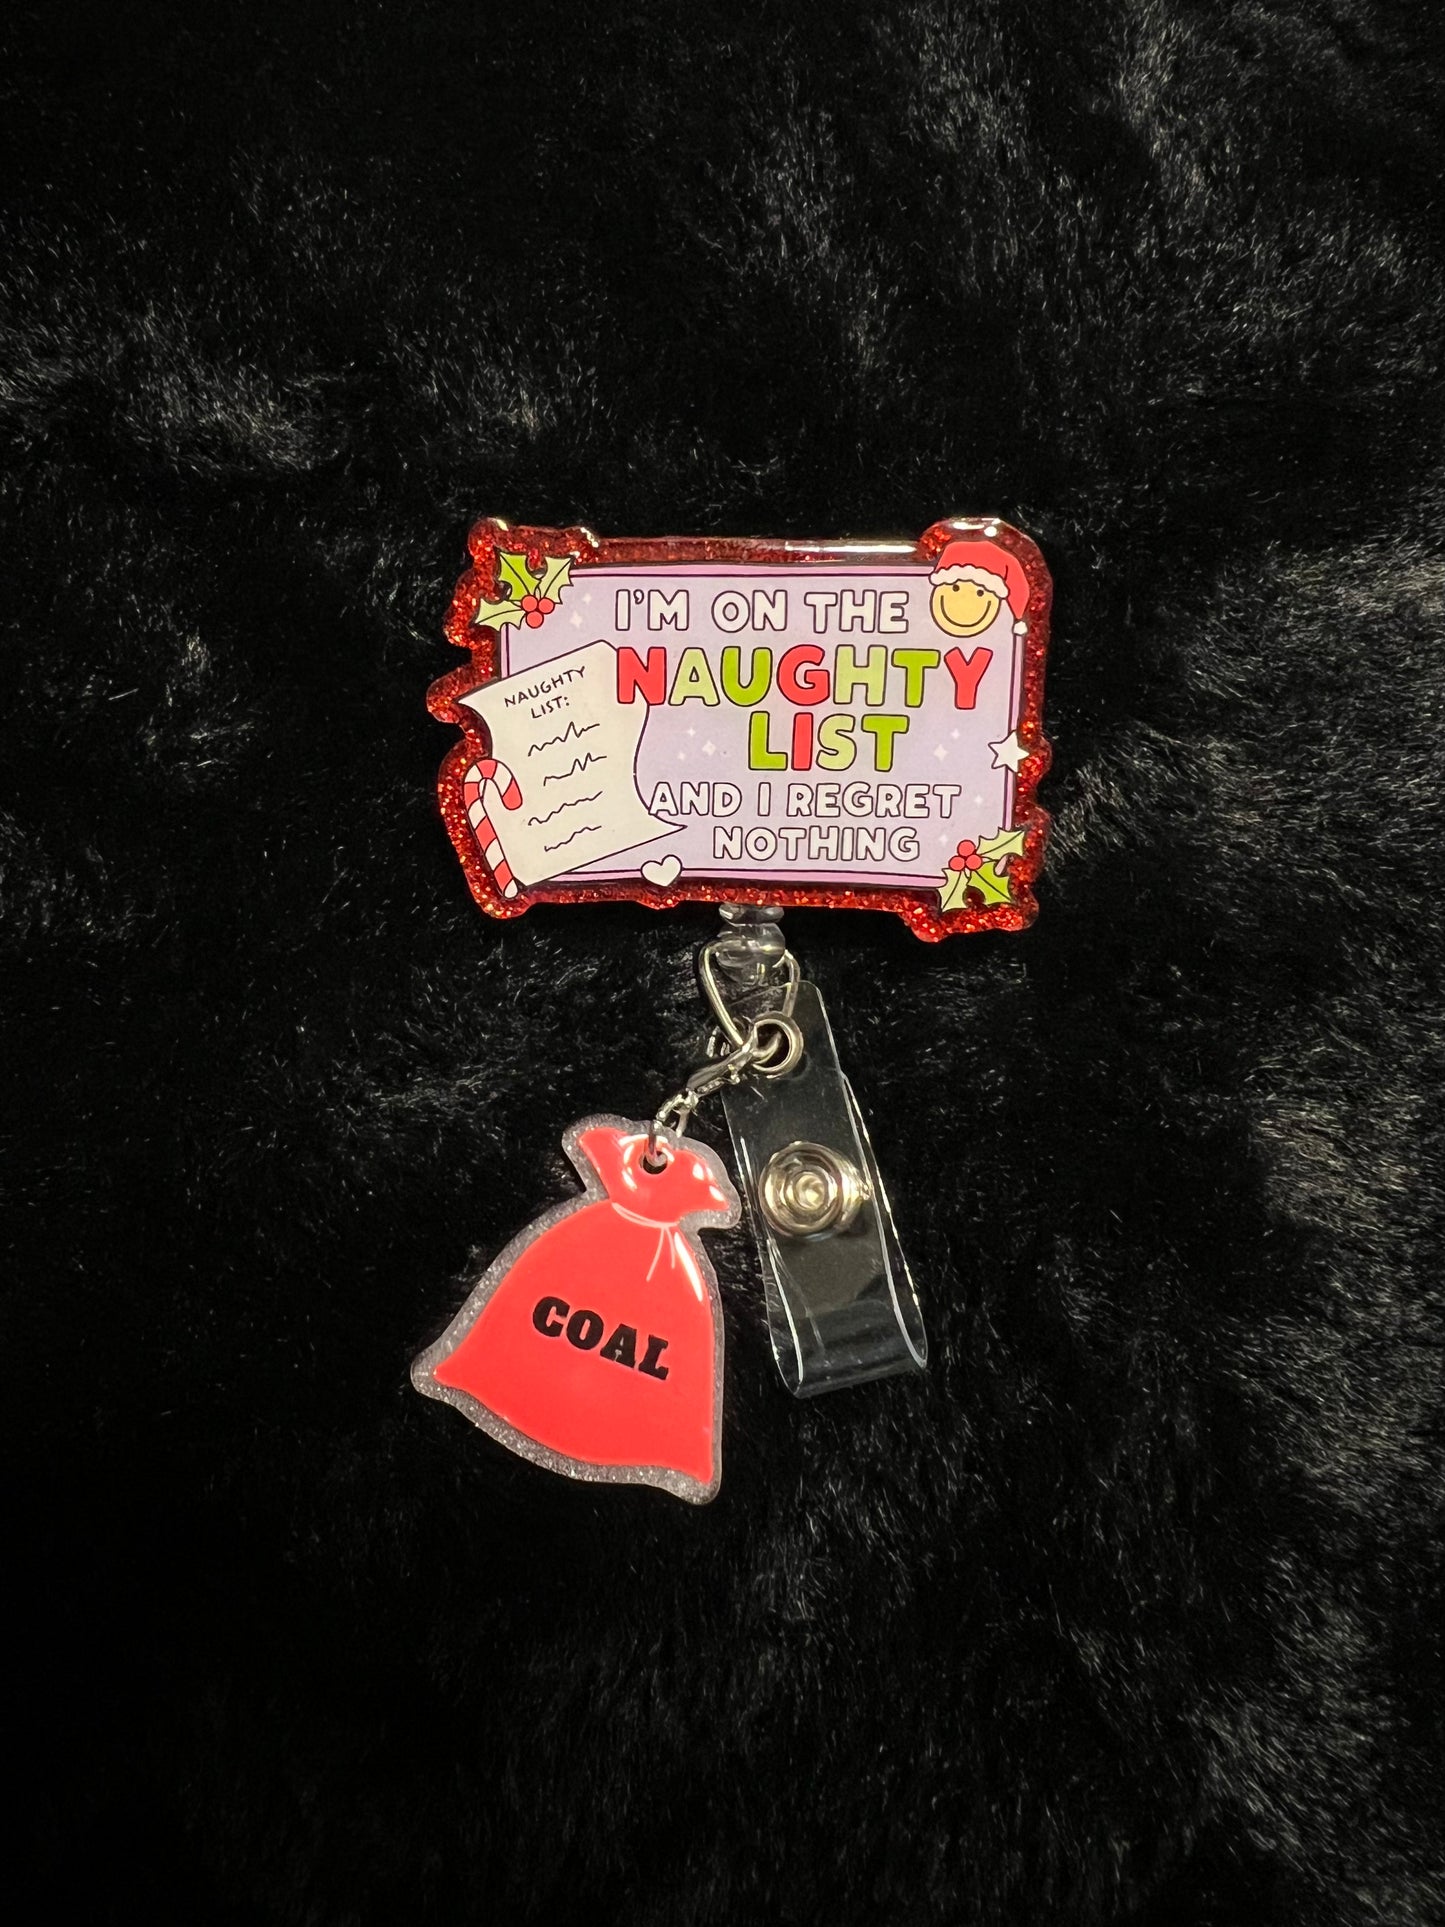 I'M ON THE
NAUGHTY
LIST
AND I REGRET
NOTHING
NAUGHTY
LIST:
COAL